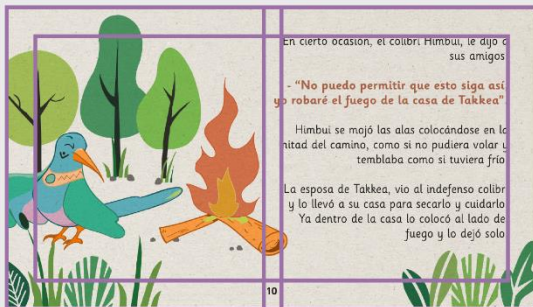 En cierto ocasión, el colibrí Himbui, le dijo a
sus amigos
- “No puedo permitir que esto siga así
yo robaré el fuego de la casa de Takkea”
Himbui se mojó las alas colocándose en la
mitad del camino, como si no pudiera volar y
temblaba como si tuviera frío
La esposa de Takkea, vio al indefenso colibr
y lo llevó a su casa para secarlo y cuidarlo
Ya dentro de la casa lo colocó al lado de
fuego y lo dejó solo
10